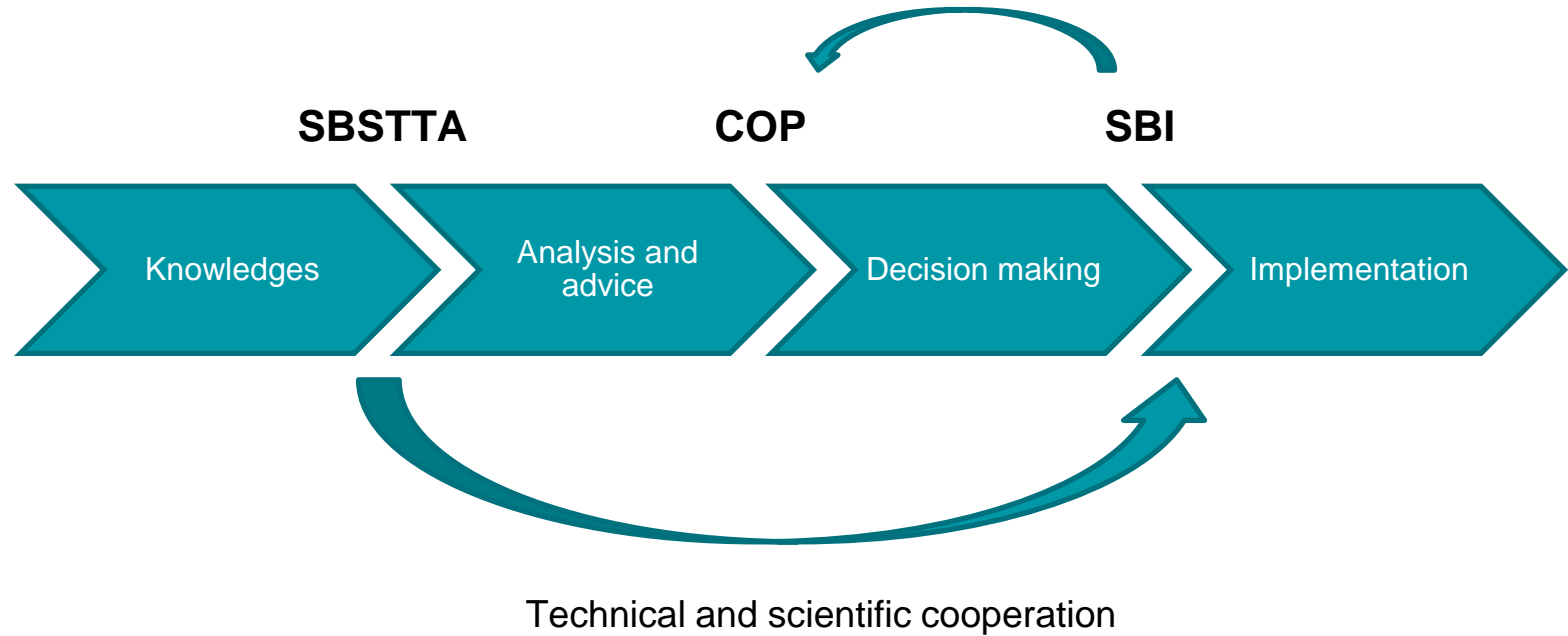 SBSTTA
COP
SBI
Knowledges
Analysis and
advice
Decision making
Implementation
Technical and scientific cooperation